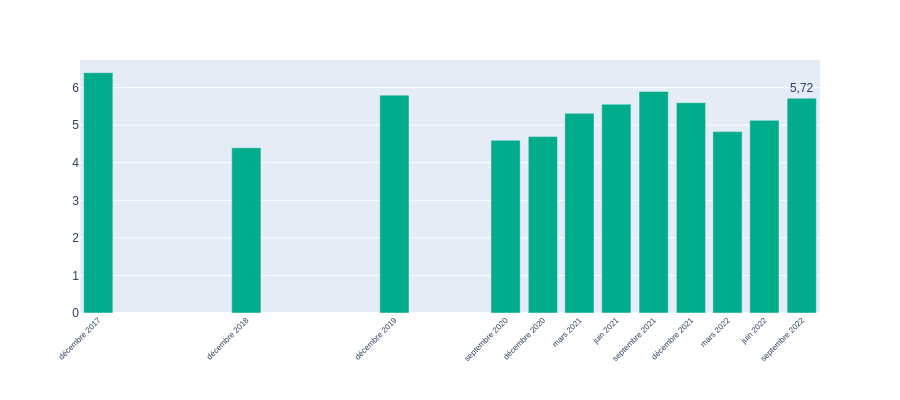 5,72
6
5
4
3
2
1
0
décembre 2017
décembre 2018
décembre 2019
septembre 2020
décembre 2020
mars 2021
juin 2021
septembre 2021
décembre 2021
mars 2022
juin 2022
septembre 2022